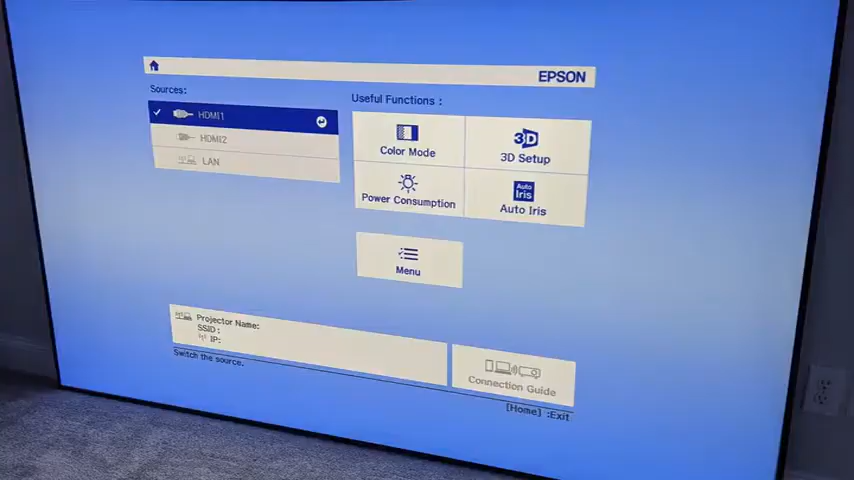 EPSON
Sources:
HDMI1
HDMI2
LAN
Useful Functions :
Color Mode
3D
3D Setup
Power Consumption
Auto
Iris
Auto Iris
Menu
Projector Name:
SSID :
IP:
Connection Guide
Switch the source.
[Home] :Exit